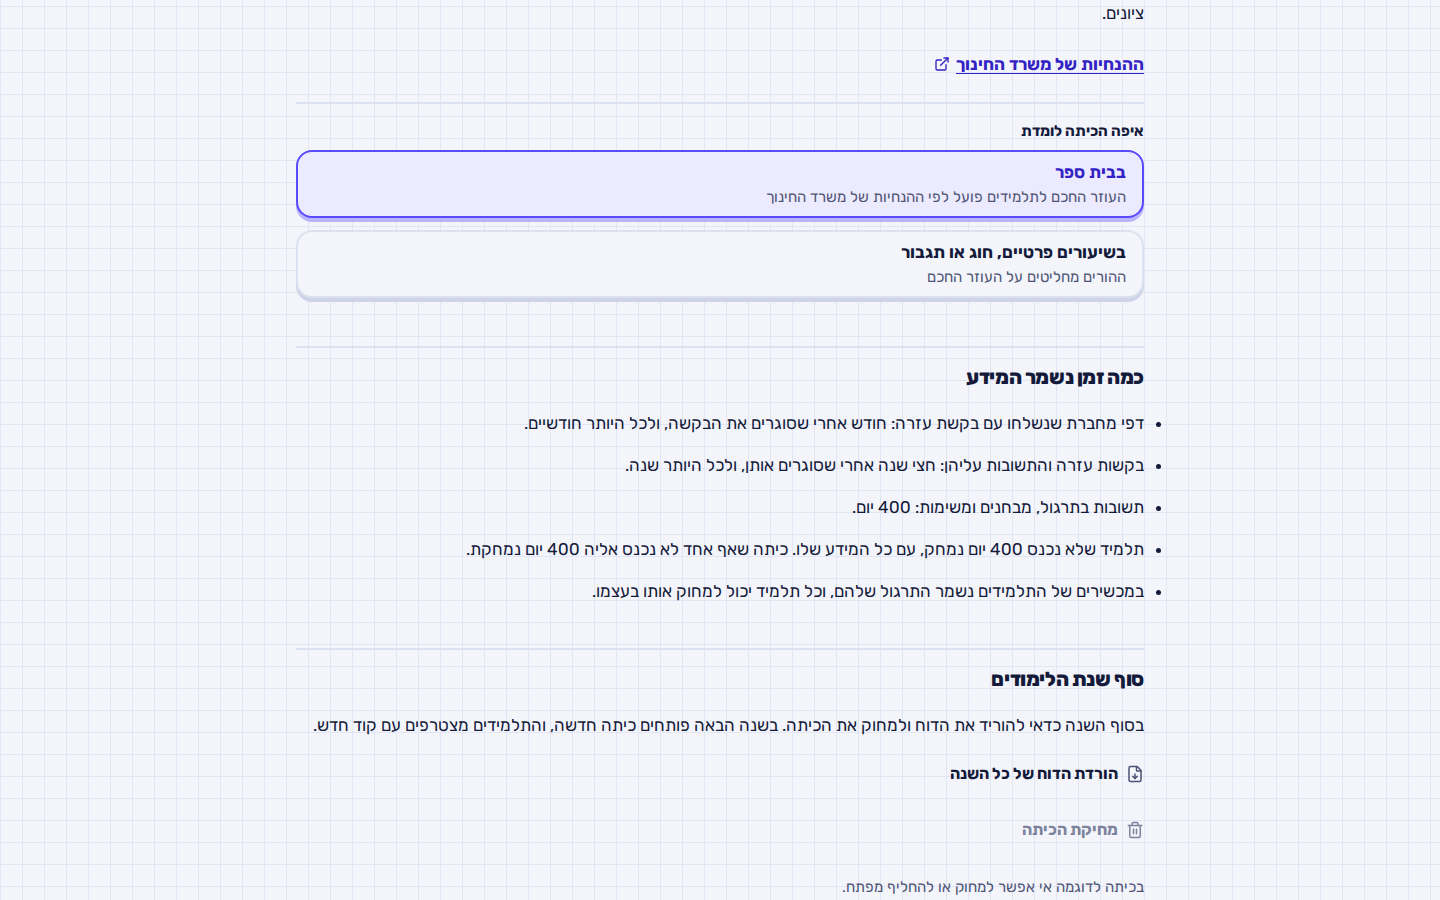 ציונים.
ההנחיות של משרד החינוך
איפה הכיתה לומדת
בבית ספר
העוזר החכם לתלמידים פועל לפי ההנחיות של משרד החינוך
בשיעורים פרטיים, חוג או תגבור
ההורים מחליטים על העוזר החכם
כמה זמן נשמר המידע
דפי מחברת שנשלחו עם בקשת עזרה: חודש אחרי שסוגרים את הבקשה, ולכל היותר חודשיים.
בקשות עזרה והתשובות עליהן: חצי שנה אחרי שסוגרים אותן, ולכל היותר שנה.
תשובות בתרגול, מבחנים ומשימות: 400 יום.
תלמיד שלא נכנס 400 יום נמחק, עם כל המידע שלו. כיתה שאף אחד לא נכנס אליה 400 יום נמחקת.
במכשירים של התלמידים נשמר התרגול שלהם, וכל תלמיד יכול למחוק אותו בעצמו.
סוף שנת הלימודים
בסוף השנה כדאי להוריד את הדוח ולמחוק את הכיתה. בשנה הבאה פותחים כיתה חדשה, והתלמידים מצטרפים עם קוד חדש.
הורדת הדוח של כל השנה
מחיקת הכיתה
בכיתה לדוגמה אי אפשר למחוק או להחליף מפתח.